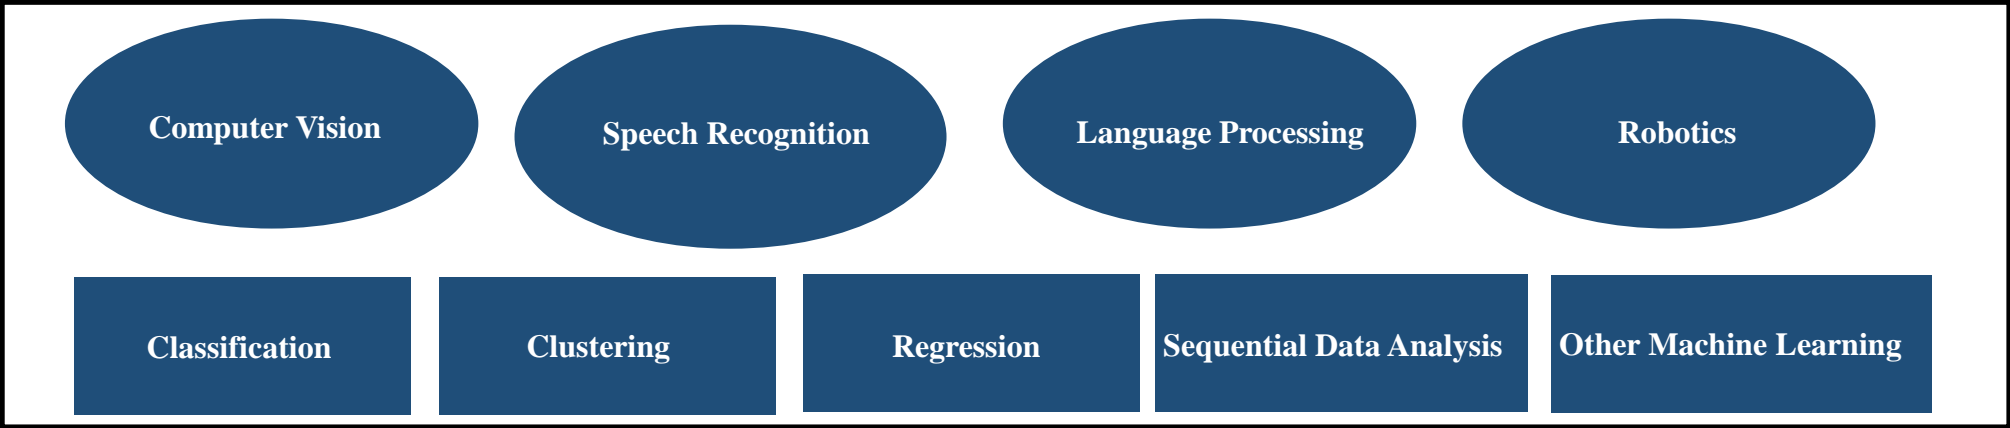 Computer Vision
Speech Recognition
Language Processing
Robotics
Classification
Clustering
Regression
Sequential Data Analysis
Other Machine Learning